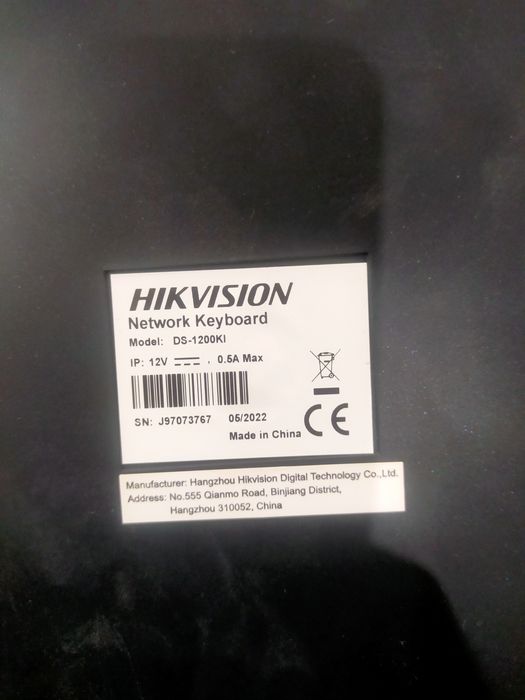 HIKVISION
Network Keyboard
Model: DS-1200KI
IP: 12V ⎓ , 0.5A Max
SN: J97073767 05/2022
Made in China
CE
Manufacturer: Hangzhou Hikvision Digital Technology Co.,Ltd.
Address: No.555 Qianmo Road, Binjiang District,
Hangzhou 310052, China